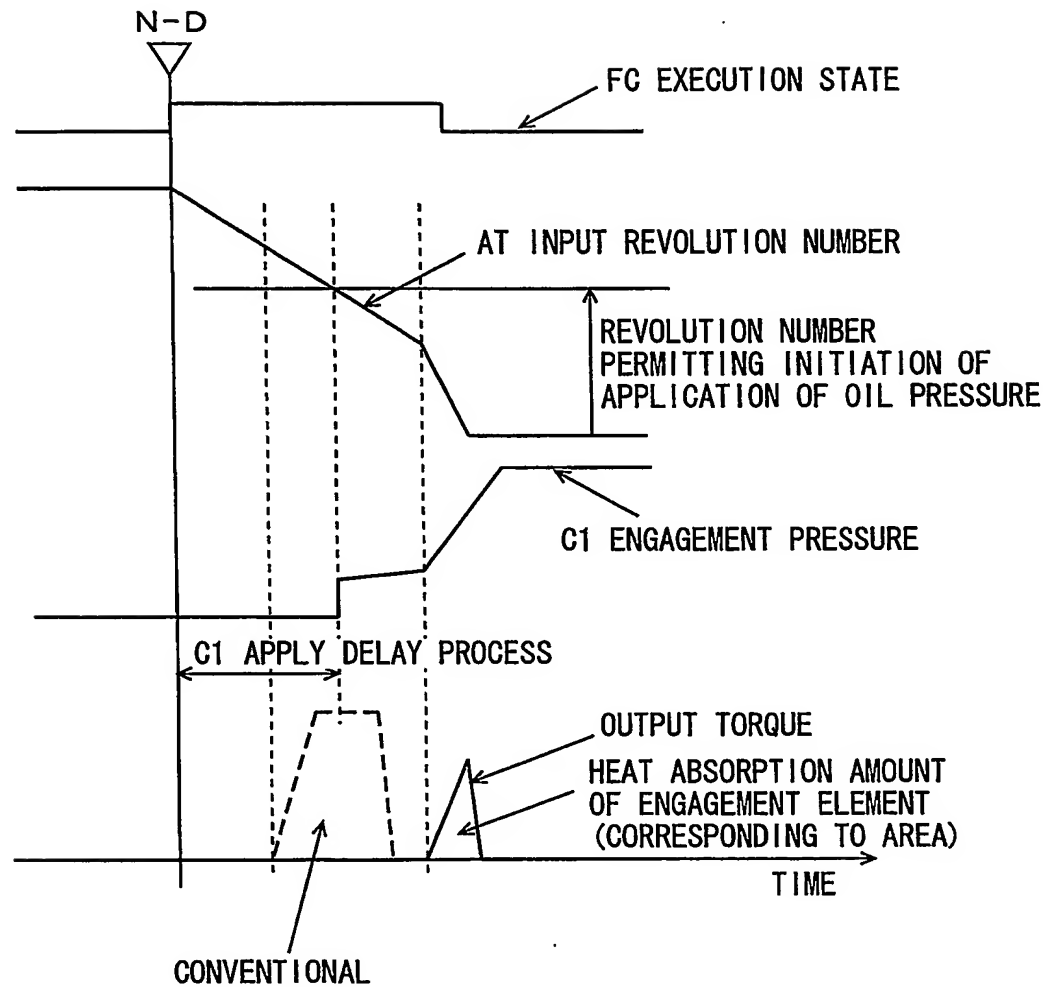 N-D
FC EXECUTION STATE
AT INPUT REVOLUTION NUMBER
REVOLUTION NUMBER
PERMITTING INITIATION OF
APPLICATION OF OIL PRESSURE
C1 ENGAGEMENT PRESSURE
C1 APPLY DELAY PROCESS
OUTPUT TORQUE
HEAT ABSORPTION AMOUNT
OF ENGAGEMENT ELEMENT
(CORRESPONDING TO AREA)
TIME
CONVENTIONAL